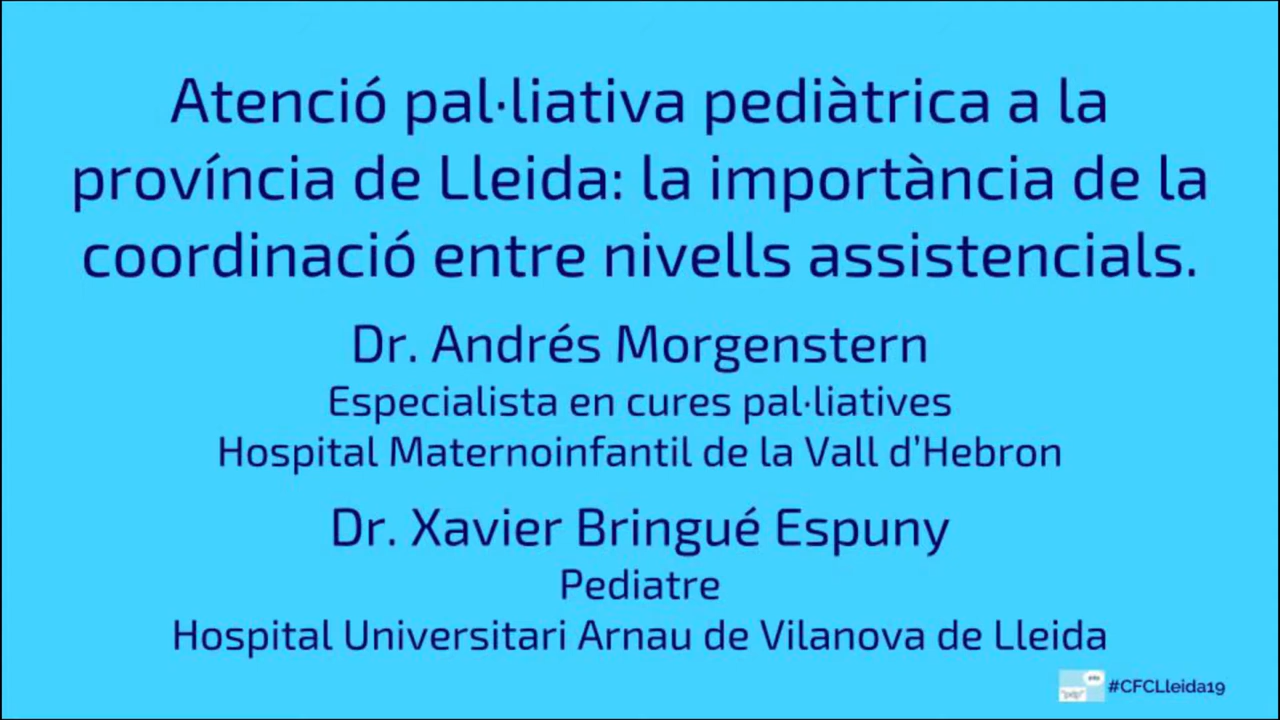 Atenció pal·liativa pediàtrica a la
província de Lleida: la importància de la
coordinació entre nivells assistencials.
Dr. Andrés Morgenstern
Especialista en cures pal·liatives
Hospital Maternoinfantil de la Vall d’Hebron
Dr. Xavier Bringué Espuny
Pediatre
Hospital Universitari Arnau de Vilanova de Lleida
#CFCLleida19